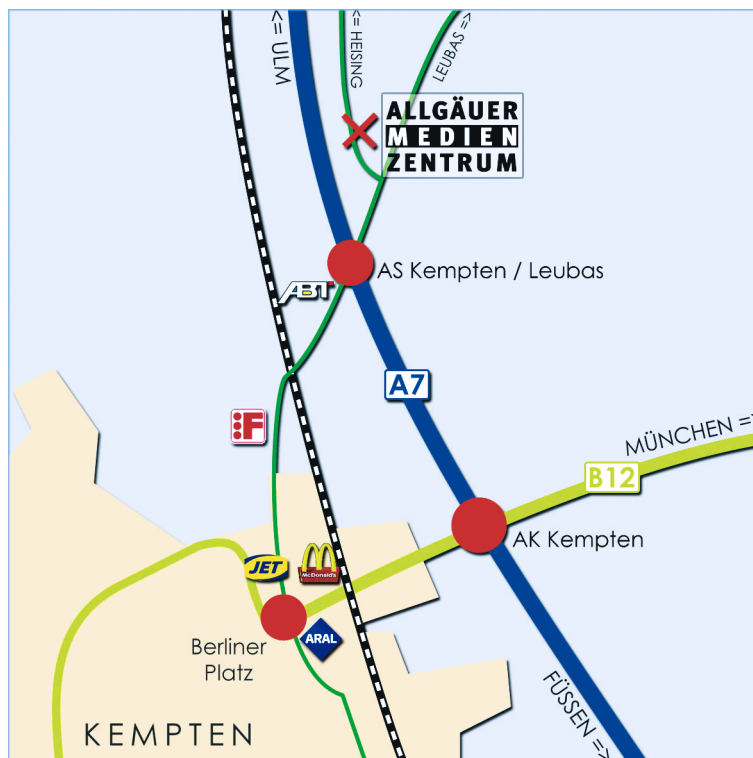 <= ULM
<= HEISING
LEUBAS =>
ALLGÄUER
MEDIEN
ZENTRUM
AS Kempten / Leubas
ABT
A7
F
MÜNCHEN =>
B12
AK Kempten
JET
McDonald's
ARAL
Berliner
Platz
FÜSSEN =>
KEMPTEN